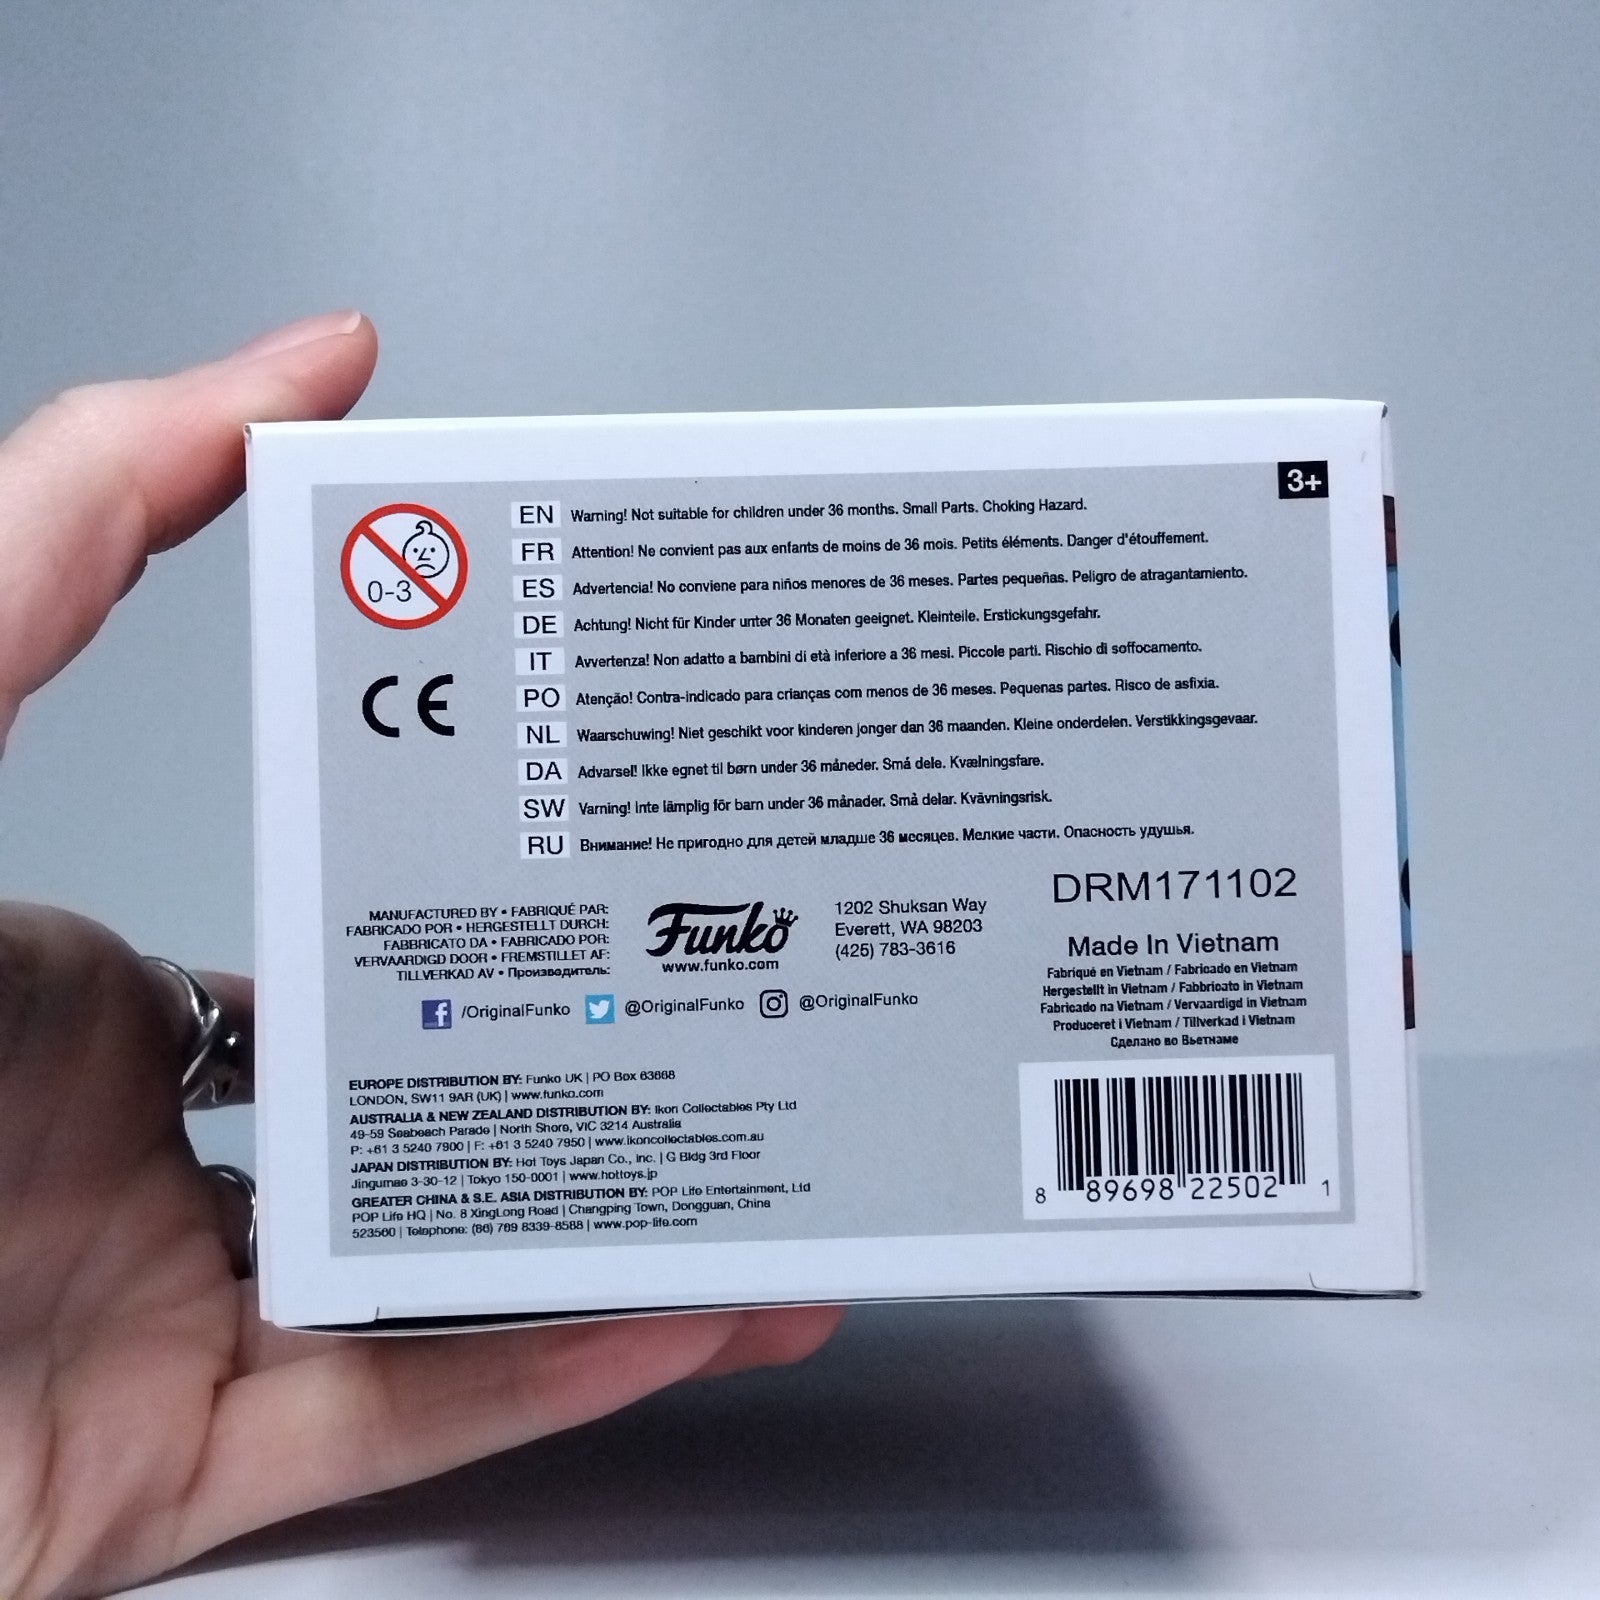 3+
0-3
CE
EN Warning! Not suitable for children under 36 months. Small Parts. Choking Hazard.
FR Attention! Ne convient pas aux enfants de moins de 36 mois. Petits éléments. Danger d'étouffement.
ES Advertencia! No conviene para niños menores de 36 meses. Partes pequeñas. Peligro de atragantamiento.
DE Achtung! Nicht für Kinder unter 36 Monaten geeignet. Kleinteile. Erstickungsgefahr.
IT Avvertenza! Non adatto a bambini di età inferiore a 36 mesi. Piccole parti. Rischio di soffocamento.
PO Atenção! Contra-indicado para crianças com menos de 36 meses. Pequenas partes. Risco de asfixia.
NL Waarschuwing! Niet geschikt voor kinderen jonger dan 36 maanden. Kleine onderdelen. Verstikkingsgevaar.
DA Advarsel! Ikke egnet til børn under 36 måneder. Små dele. Kvælningsfare.
SW Varning! Inte lämplig för barn under 36 månader. Små delar. Kvävningsrisk.
RU Внимание! Не пригодно для детей младше 36 месяцев. Мелкие части. Опасность удушья.
MANUFACTURED BY • FABRIQUÉ PAR:
FABRICADO POR • HERGESTELLT DURCH:
FABBRICATO DA • FABRICADO POR:
VERVAARDIGD DOOR • FREMSTILLET AF:
TILLVERKAD AV • Производитель:
Funko
www.funko.com
1202 Shuksan Way
Everett, WA 98203
(425) 783-3616
/OriginalFunko @OriginalFunko @OriginalFunko
DRM171102
Made In Vietnam
Fabriqué en Vietnam / Fabricado en Vietnam
Hergestellt in Vietnam / Fabbricato in Vietnam
Fabricado na Vietnam / Vervaardigd in Vietnam
Produceret i Vietnam / Tillverkad i Vietnam
Сделано во Вьетнаме
EUROPE DISTRIBUTION BY: Funko UK | PO Box 63668
LONDON, SW11 9AR (UK) | www.funko.com
AUSTRALIA & NEW ZEALAND DISTRIBUTION BY: Ikon Collectables Pty Ltd
49-59 Seabeach Parade | North Shore, VIC 3214 Australia
P: +61 3 5240 7900 | F: +61 3 5240 7950 | www.ikoncollectables.com.au
JAPAN DISTRIBUTION BY: Hot Toys Japan Co., Inc. | G Bldg 3rd Floor
Jingumae 3-30-12 | Tokyo 150-0001 | www.hottoys.jp
GREATER CHINA & S.E. ASIA DISTRIBUTION BY: POP Life Entertainment, Ltd
POP Life HQ | No. 8 XingLong Road | Changping Town, Dongguan, China
523560 | Telephone: (86) 769 8339-8588 | www.pop-life.com
8 89698 22502 1